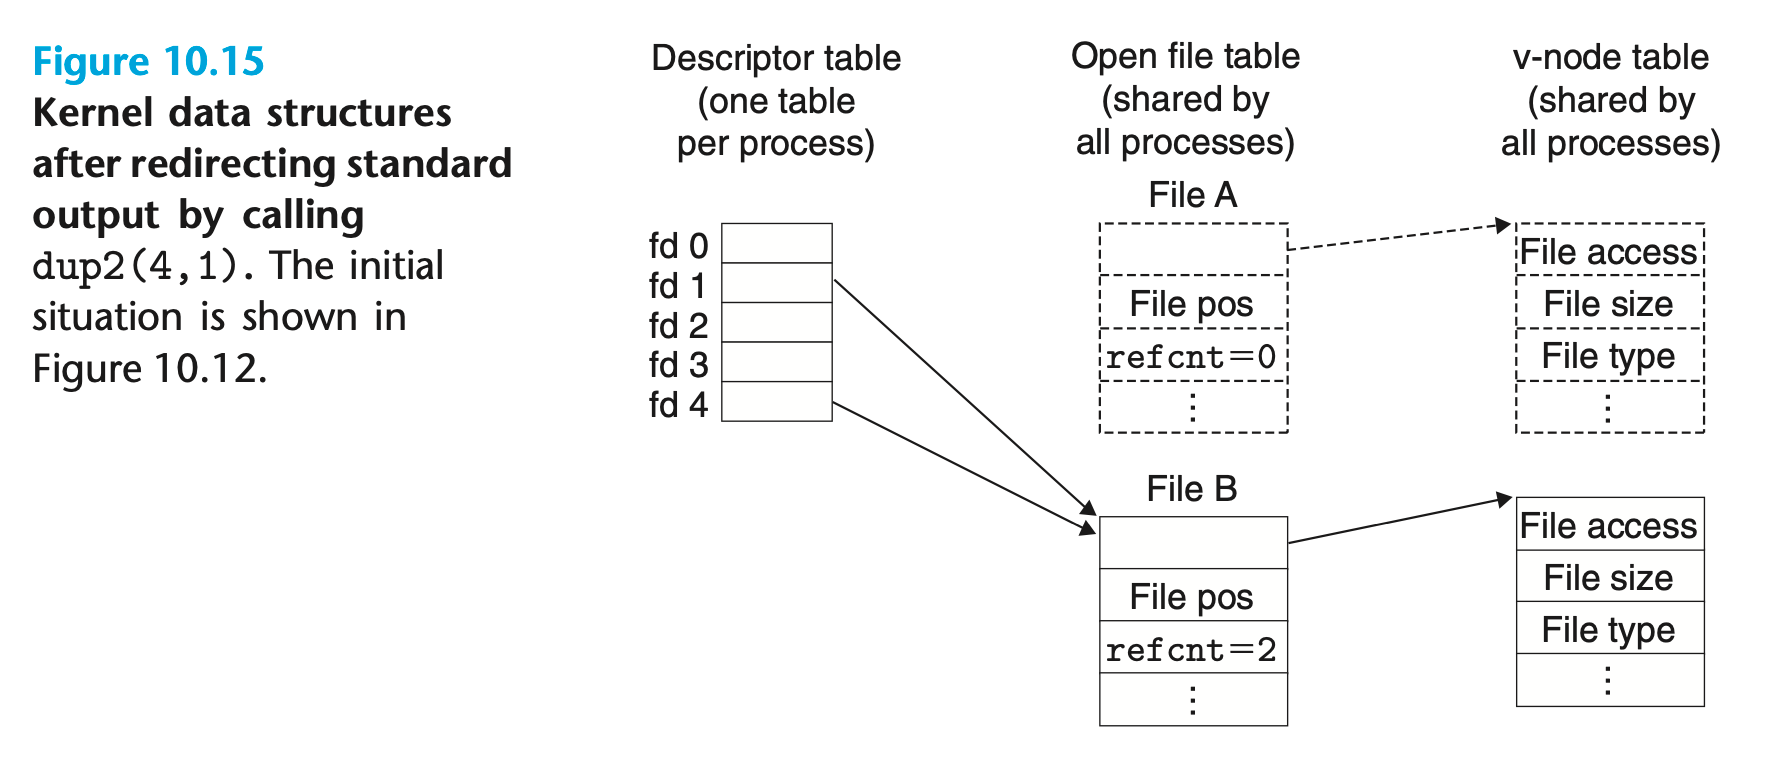 Figure 10.15
Kernel data structures
after redirecting standard
output by calling
dup2(4,1). The initial
situation is shown in
Figure 10.12.
Descriptor table
(one table
per process)
fd 0
fd 1
fd 2
fd 3
fd 4
Open file table
(shared by
all processes)
File A
File pos
refcnt=0
⋮
File B
File pos
refcnt=2
⋮
v-node table
(shared by
all processes)
File access
File size
File type
⋮
File access
File size
File type
⋮